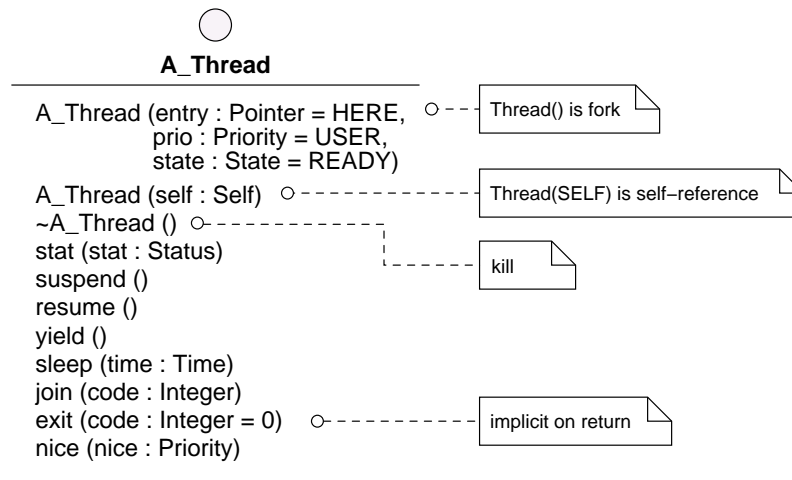 A_Thread
A_Thread (entry : Pointer = HERE,
prio : Priority = USER,
state : State = READY)
Thread() is fork
A_Thread (self : Self)
Thread(SELF) is self−reference
~A_Thread ()
kill
stat (stat : Status)
suspend ()
resume ()
yield ()
sleep (time : Time)
join (code : Integer)
exit (code : Integer = 0)
implicit on return
nice (nice : Priority)